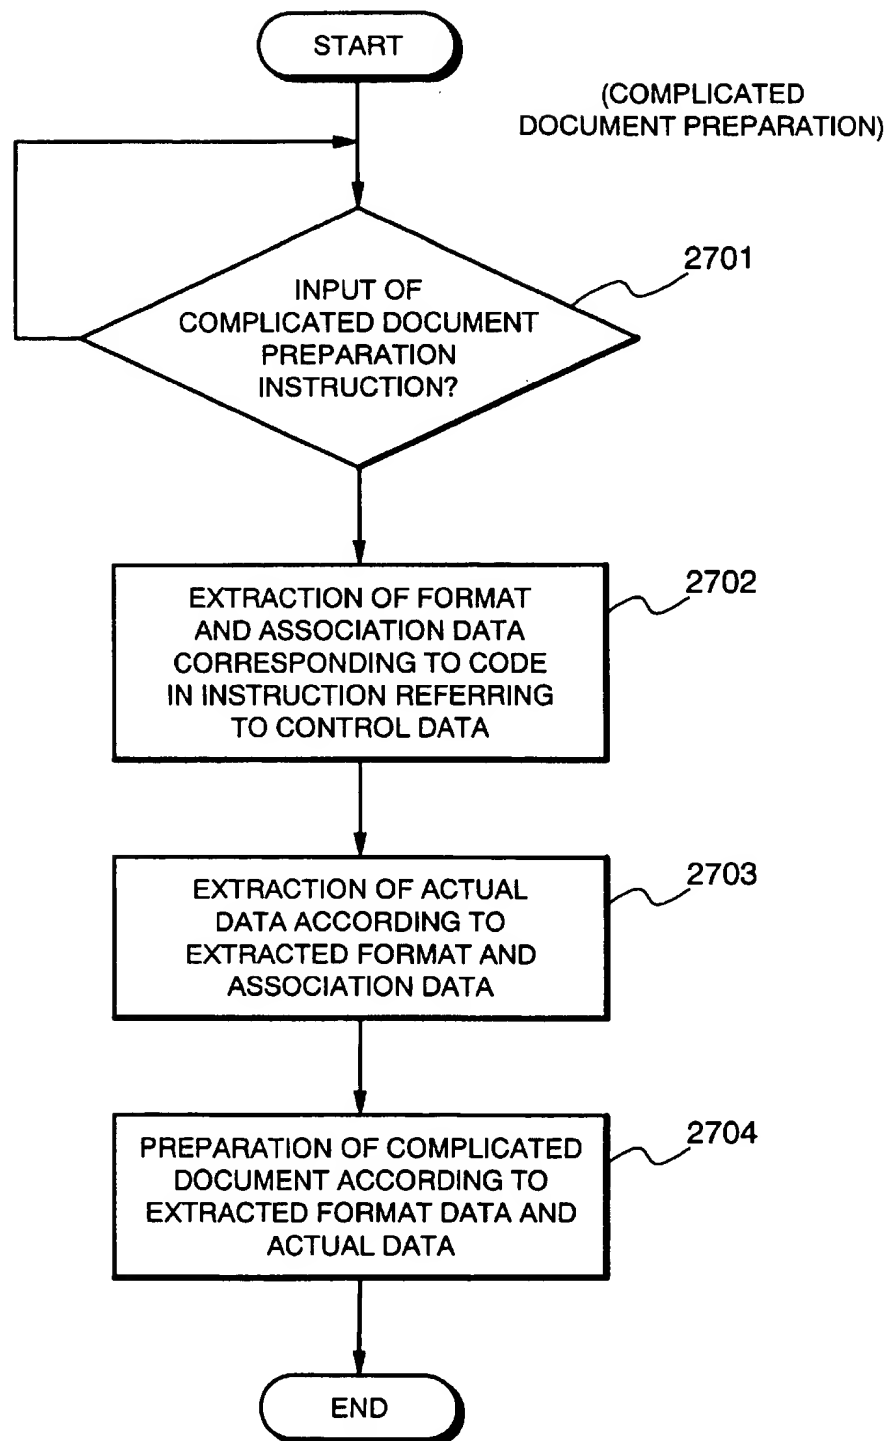 START
(COMPLICATED
DOCUMENT PREPARATION)
2701
INPUT OF
COMPLICATED DOCUMENT
PREPARATION
INSTRUCTION?
2702
EXTRACTION OF FORMAT
AND ASSOCIATION DATA
CORRESPONDING TO CODE
IN INSTRUCTION REFERRING
TO CONTROL DATA
2703
EXTRACTION OF ACTUAL
DATA ACCORDING TO
EXTRACTED FORMAT AND
ASSOCIATION DATA
2704
PREPARATION OF COMPLICATED
DOCUMENT ACCORDING TO
EXTRACTED FORMAT DATA AND
ACTUAL DATA
END